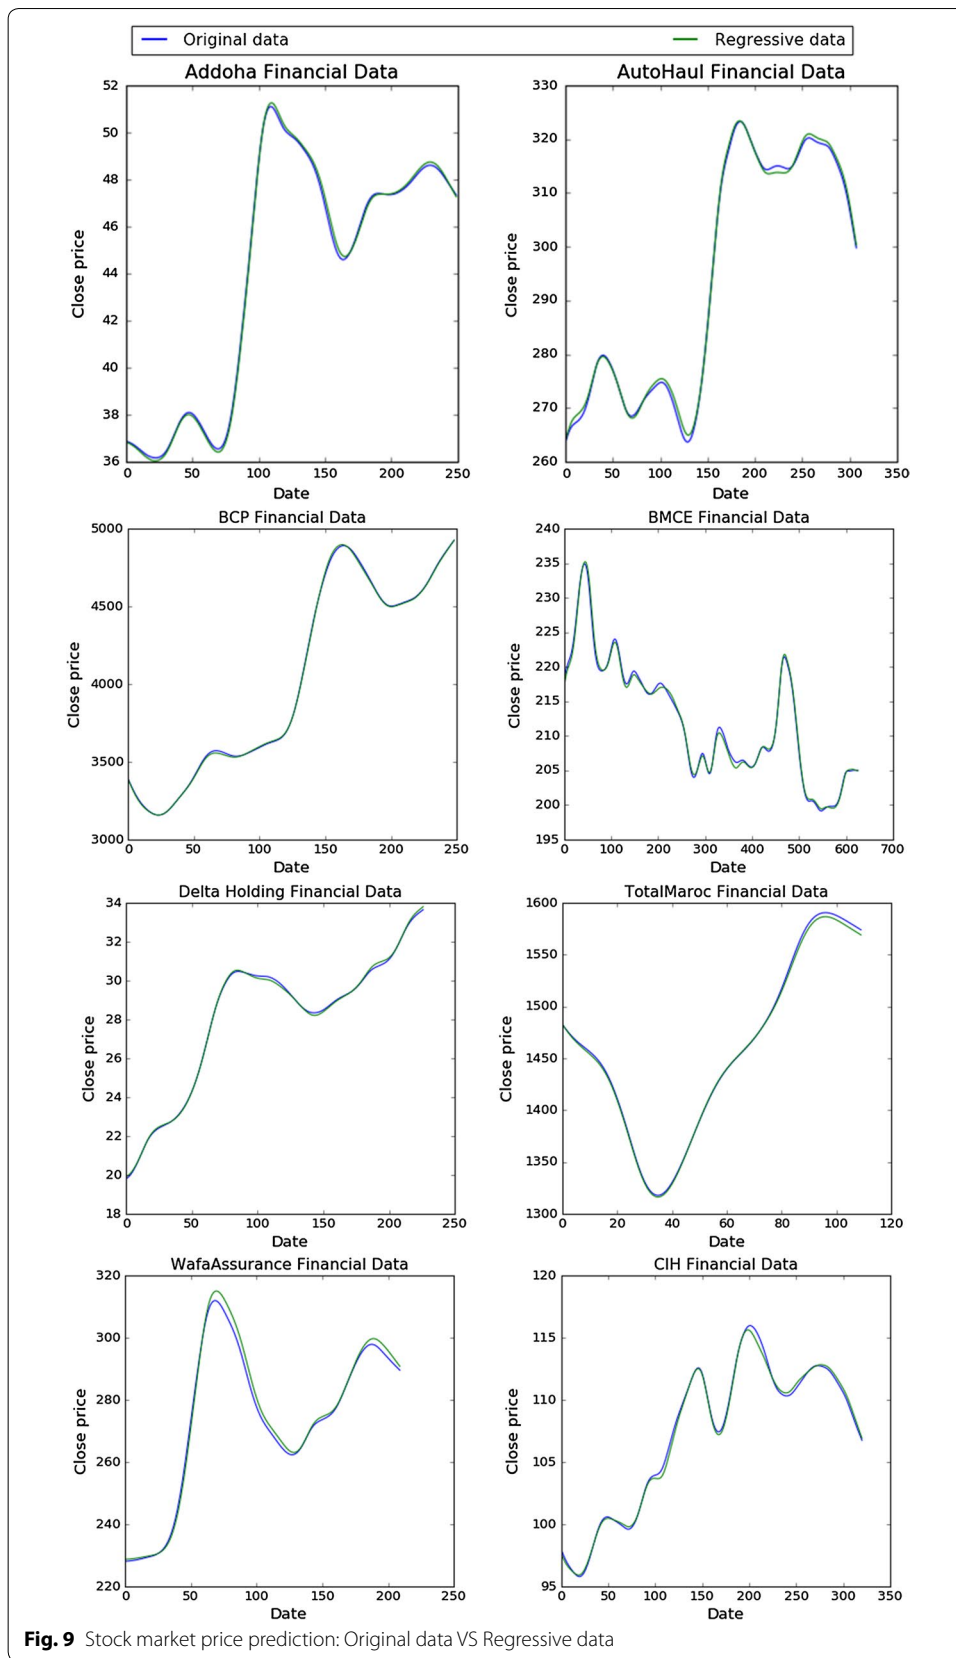 Original data Regressive data
Addoha Financial Data
52
50
48
46
44
42
40
38
36
Close price
0 50 100 150 200 250
Date
AutoHaul Financial Data
330
320
310
300
290
280
270
260
Close price
0 50 100 150 200 250 300 350
Date
BCP Financial Data
5000
4500
4000
3500
3000
Close price
0 50 100 150 200 250
Date
BMCE Financial Data
240
235
230
225
220
215
210
205
200
195
Close price
0 100 200 300 400 500 600 700
Date
Delta Holding Financial Data
34
32
30
28
26
24
22
20
18
Close price
0 50 100 150 200 250
Date
TotalMaroc Financial Data
1600
1550
1500
1450
1400
1350
1300
Close price
0 20 40 60 80 100 120
Date
WafaAssurance Financial Data
320
300
280
260
240
220
Close price
0 50 100 150 200 250
Date
CIH Financial Data
120
115
110
105
100
95
Close price
0 50 100 150 200 250 300 350
Date
Fig. 9 Stock market price prediction: Original data VS Regressive data